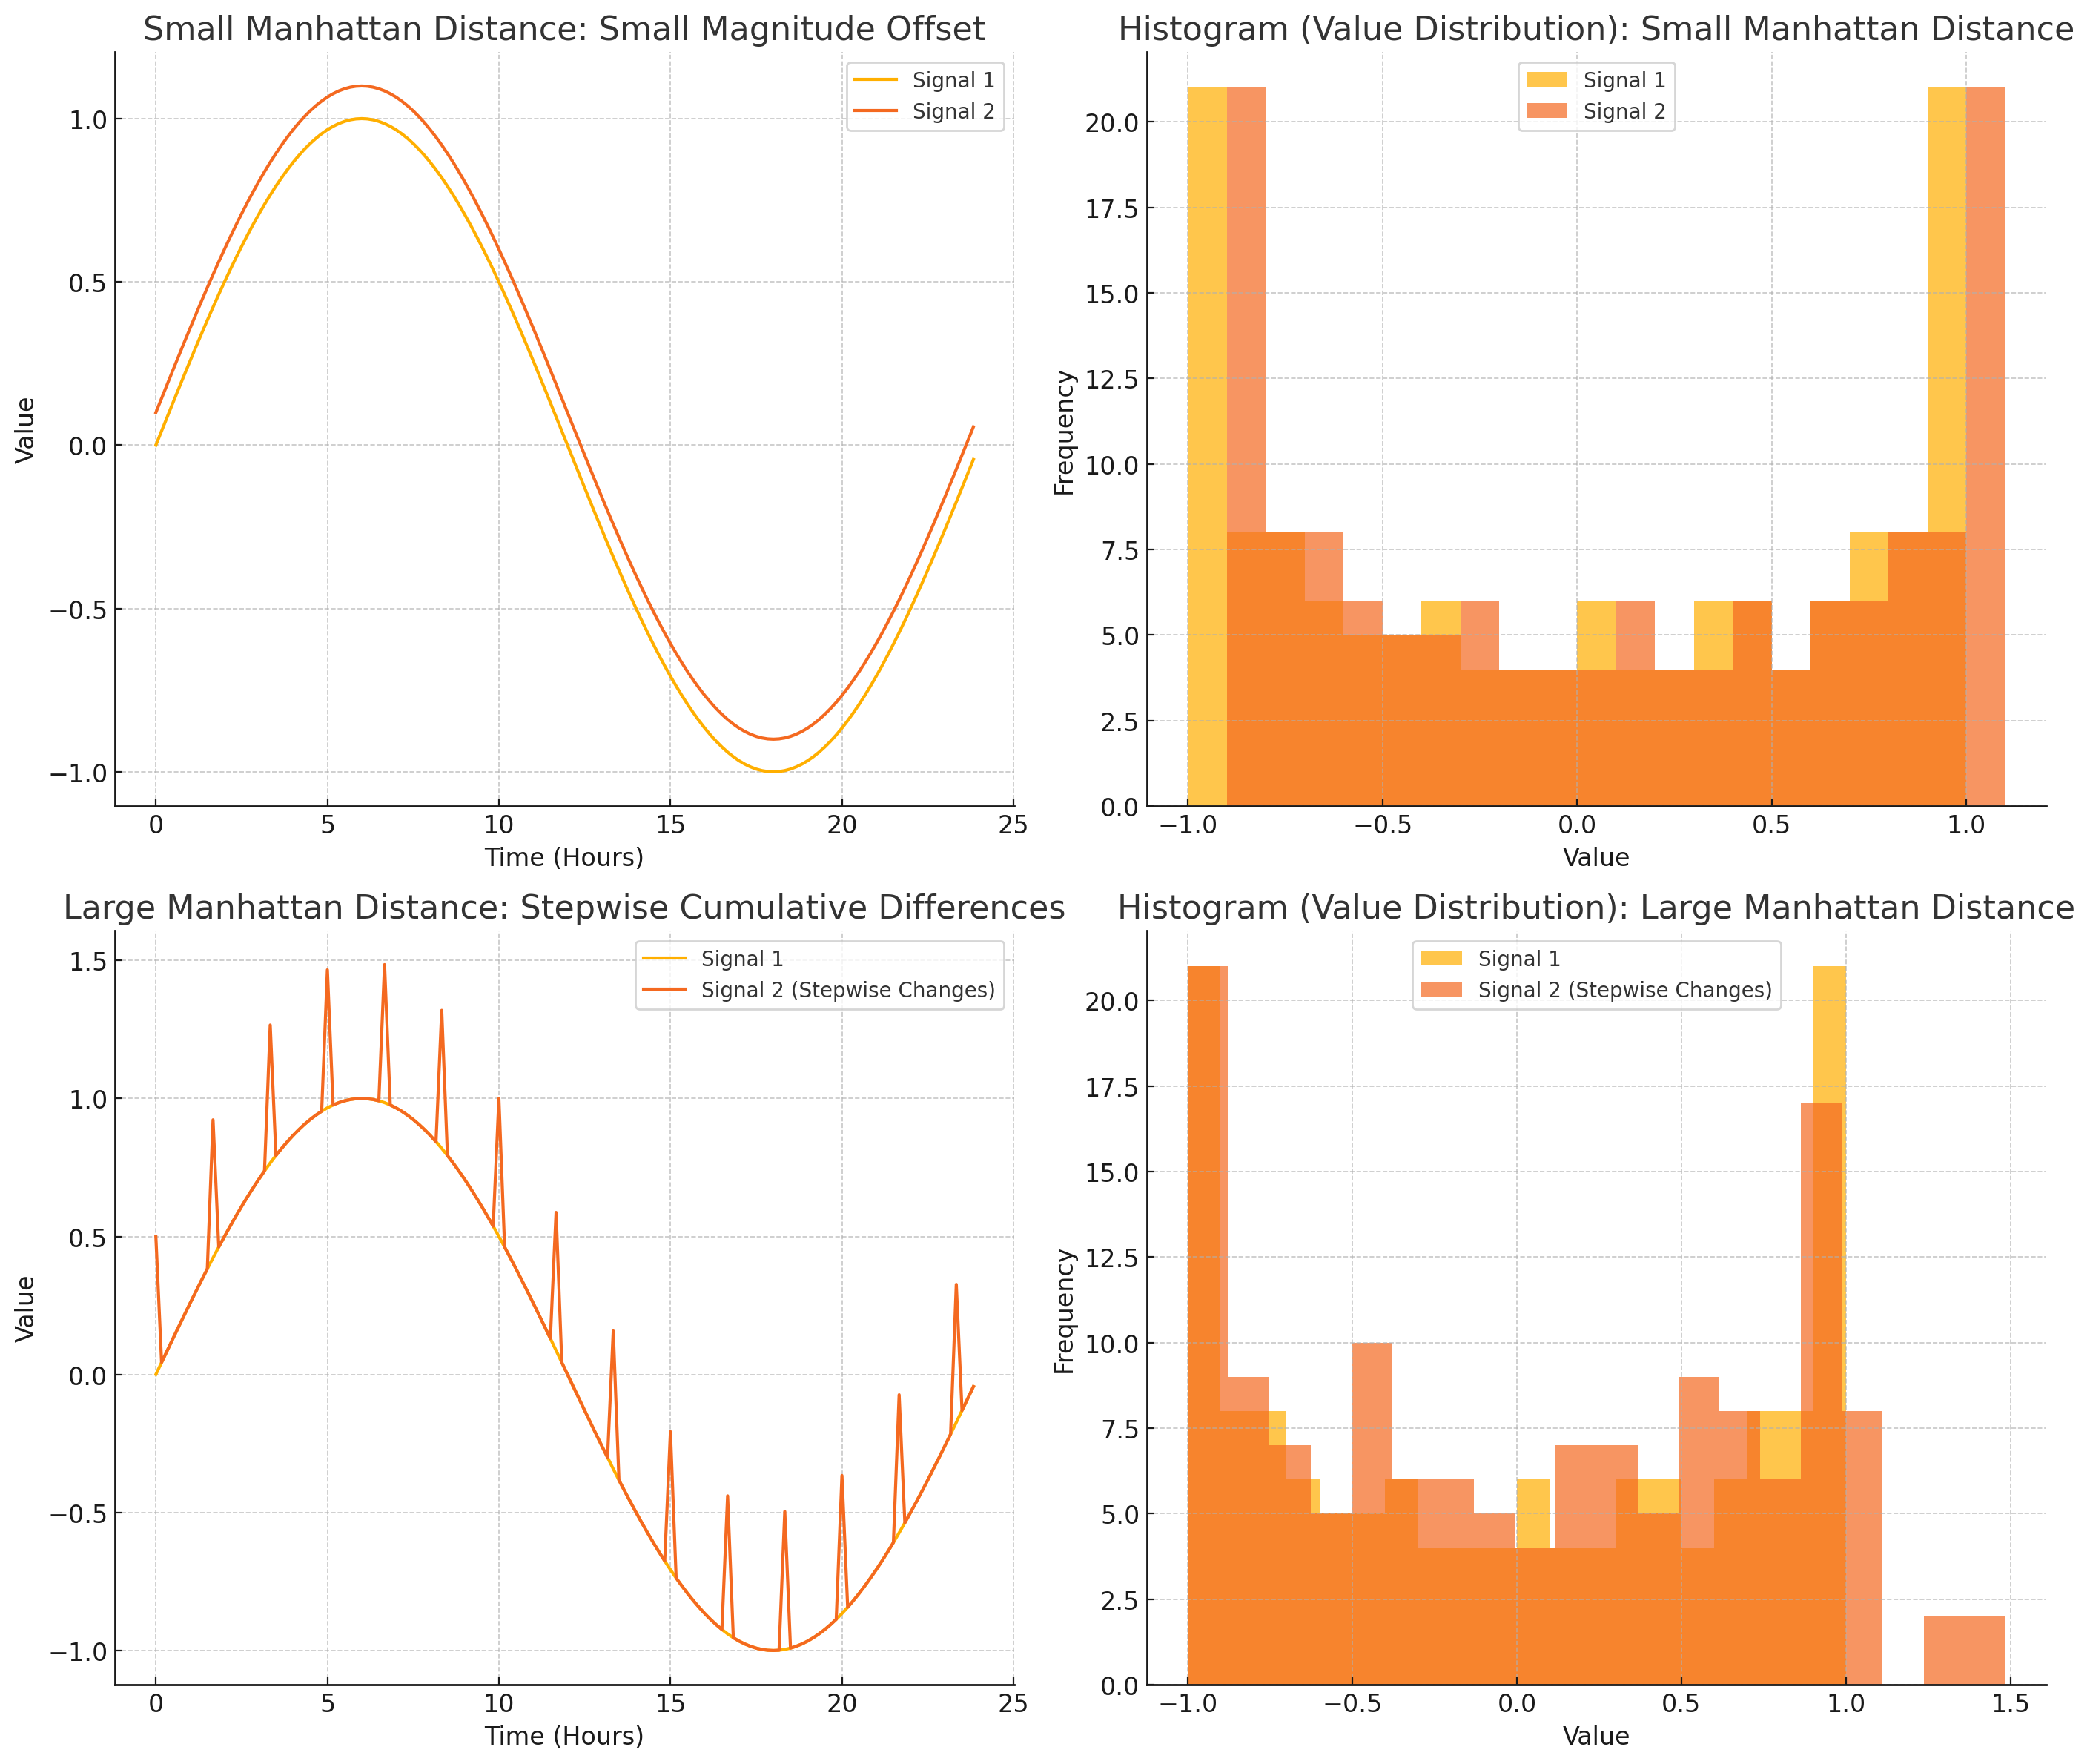 Small Manhattan Distance: Small Magnitude Offset
Signal 1
Signal 2
1.0
0.5
0.0
−0.5
−1.0
Value
0 5 10 15 20 25
Time (Hours)
Histogram (Value Distribution): Small Manhattan Distance
Signal 1
Signal 2
20.0
17.5
15.0
12.5
10.0
7.5
5.0
2.5
0.0
Frequency
−1.0 −0.5 0.0 0.5 1.0
Value
Large Manhattan Distance: Stepwise Cumulative Differences
Signal 1
Signal 2 (Stepwise Changes)
1.5
1.0
0.5
0.0
−0.5
−1.0
Value
0 5 10 15 20 25
Time (Hours)
Histogram (Value Distribution): Large Manhattan Distance
Signal 1
Signal 2 (Stepwise Changes)
20.0
17.5
15.0
12.5
10.0
7.5
5.0
2.5
0.0
Frequency
−1.0 −0.5 0.0 0.5 1.0 1.5
Value